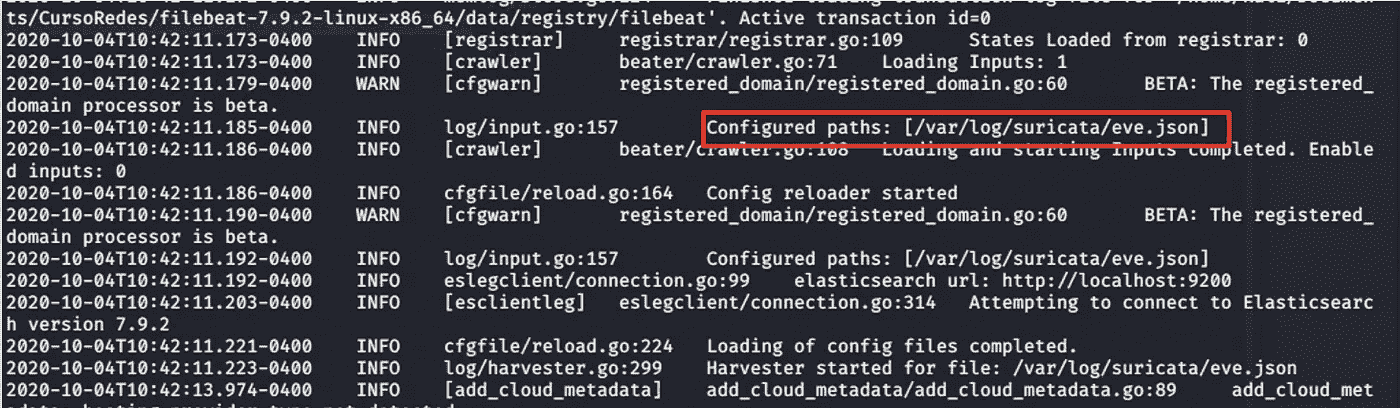 ts/CursoRedes/filebeat-7.9.2-linux-x86_64/data/registry/filebeat'. Active transaction id=0
2020-10-04T10:42:11.173-0400 INFO [registrar] registrar/registrar.go:109 States Loaded from registrar: 0
2020-10-04T10:42:11.173-0400 INFO [crawler] beater/crawler.go:71 Loading Inputs: 1
2020-10-04T10:42:11.179-0400 WARN [cfgwarn] registered_domain/registered_domain.go:60 BETA: The registered_
domain processor is beta.
2020-10-04T10:42:11.185-0400 INFO log/input.go:157 Configured paths: [/var/log/suricata/eve.json]
2020-10-04T10:42:11.186-0400 INFO [crawler] beater/crawler.go:108 Loading and starting Inputs completed. Enable
d inputs: 0
2020-10-04T10:42:11.186-0400 INFO cfgfile/reload.go:164 Config reloader started
2020-10-04T10:42:11.190-0400 WARN [cfgwarn] registered_domain/registered_domain.go:60 BETA: The registered_
domain processor is beta.
2020-10-04T10:42:11.192-0400 INFO log/input.go:157 Configured paths: [/var/log/suricata/eve.json]
2020-10-04T10:42:11.192-0400 INFO eslegclient/connection.go:99 elasticsearch url: http://localhost:9200
2020-10-04T10:42:11.203-0400 INFO [esclientleg] eslegclient/connection.go:314 Attempting to connect to Elasticsearc
h version 7.9.2
2020-10-04T10:42:11.221-0400 INFO cfgfile/reload.go:224 Loading of config files completed.
2020-10-04T10:42:11.223-0400 INFO log/harvester.go:299 Harvester started for file: /var/log/suricata/eve.json
2020-10-04T10:42:13.974-0400 INFO [add_cloud_metadata] add_cloud_metadata/add_cloud_metadata.go:89 add_cloud_met